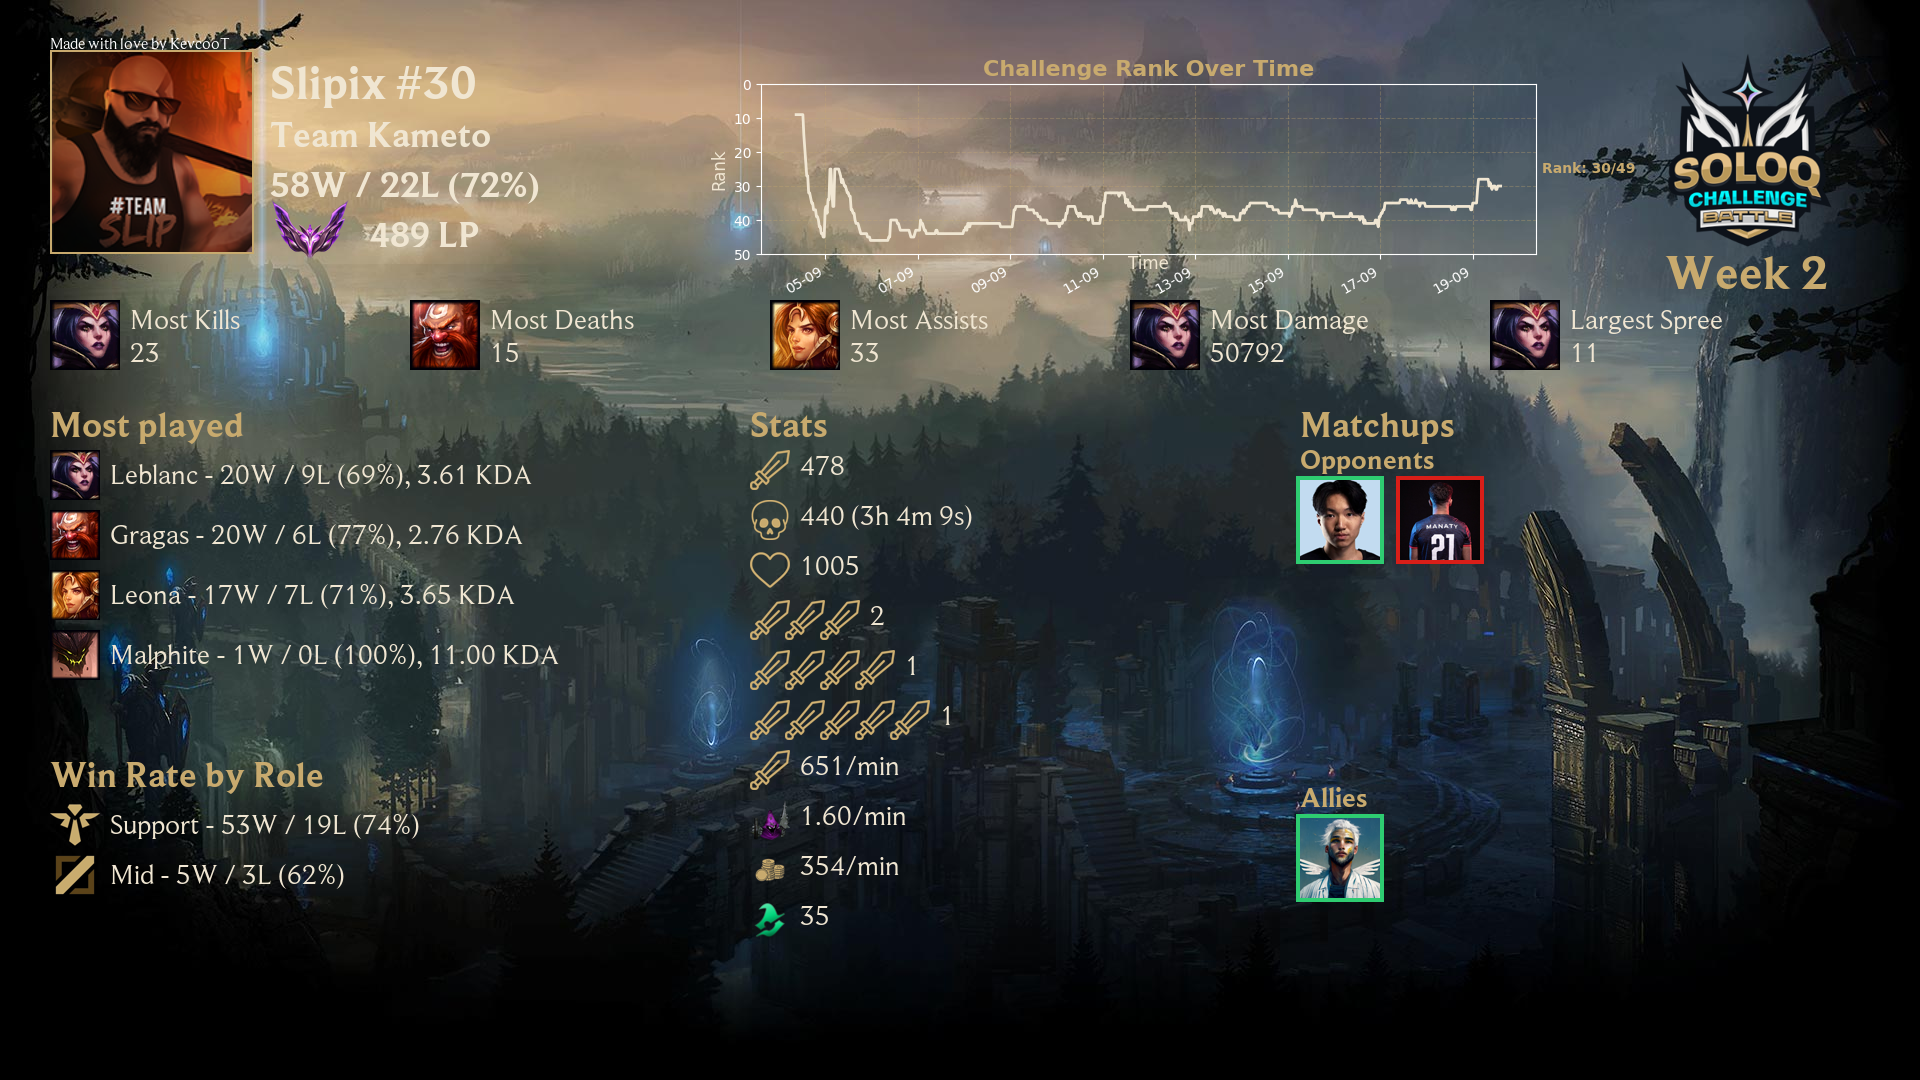 Made with love by KevcooT
Slipix #30
Team Kameto
58W / 22L (72%)
489 LP
#TEAM
SLIP
Challenge Rank Over Time
Rank
0
10
20
30
40
50
05-09
07-09
09-09
11-09
13-09
15-09
17-09
19-09
Time
Rank: 30/49
SOLOQ
CHALLENGE
BATTLE
Week 2
Most Kills
23
Most Deaths
15
Most Assists
33
Most Damage
50792
Largest Spree
11
Most played
Leblanc - 20W / 9L (69%), 3.61 KDA
Gragas - 20W / 6L (77%), 2.76 KDA
Leona - 17W / 7L (71%), 3.65 KDA
Malphite - 1W / 0L (100%), 11.00 KDA
Win Rate by Role
Support - 53W / 19L (74%)
Mid - 5W / 3L (62%)
Stats
478
440 (3h 4m 9s)
1005
2
1
1
651/min
1.60/min
354/min
35
Matchups
Opponents
MANATY
21
Allies